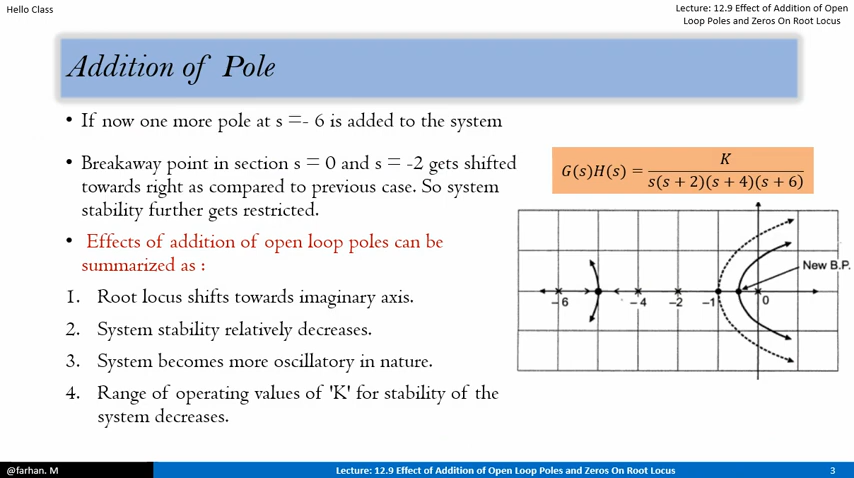 Hello Class
Lecture: 12.9 Effect of Addition of Open
Loop Poles and Zeros On Root Locus
Addition of Pole
• If now one more pole at s =- 6 is added to the system
• Breakaway point in section s = 0 and s = -2 gets shifted
towards right as compared to previous case. So system
stability further gets restricted.
• Effects of addition of open loop poles can be
summarized as :
1. Root locus shifts towards imaginary axis.
2. System stability relatively decreases.
3. System becomes more oscillatory in nature.
4. Range of operating values of 'K' for stability of the
system decreases.
G(s)H(s) = K / s(s + 2)(s + 4)(s + 6)
New B.P.
−6 −4 −2 −1 0
@farhan. M
Lecture: 12.9 Effect of Addition of Open Loop Poles and Zeros On Root Locus
3